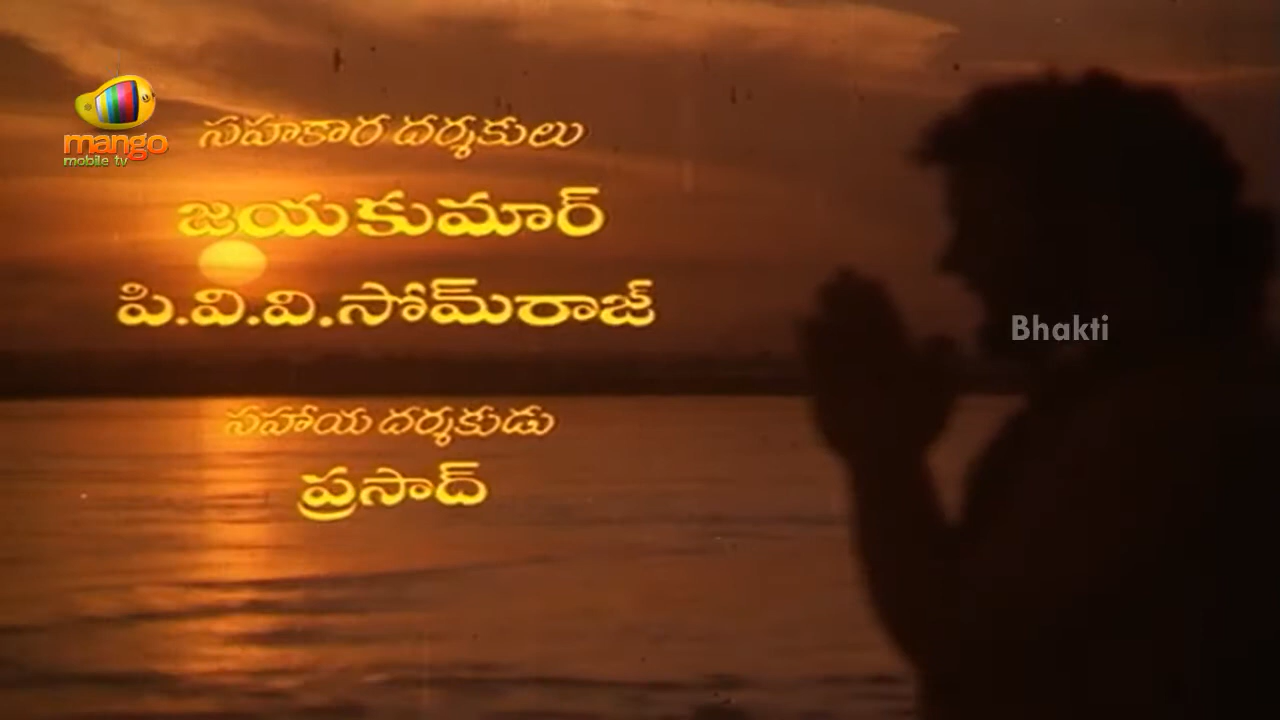 mango
mobile tv
సహకార దర్శకులు
జయకుమార్
పి.వి.వి.సోమ్‌రాజ్
Bhakti
సహాయ దర్శకుడు
ప్రసాద్